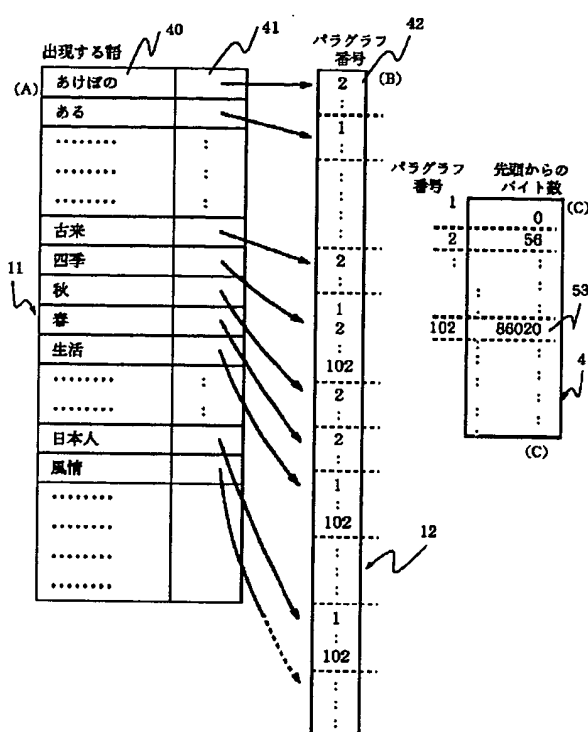 40
41
出現する語
(A)
あけぼの
ある
………
………
………
古来
四季
秋
春
生活
………
………
日本人
風情
………
………
………
………
11
パラグラフ
番号
42
(B)
2
1
2
1
2
102
2
2
1
102
1
102
12
パラグラフ
番号
先頭からの
バイト数
(C)
1
0
2
56
102
86020
53
4
(C)